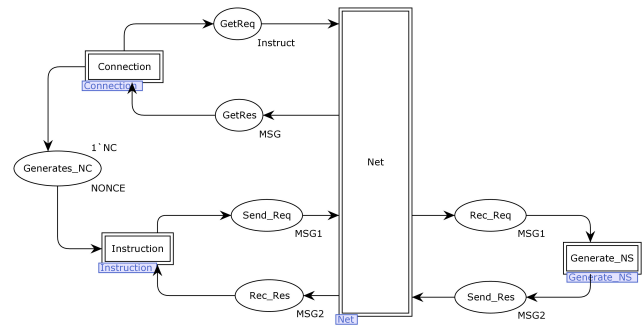 GetReq
Instruct
Connection
Connection
GetRes
MSG
1`NC
Generates_NC
NONCE
Net
Send_Req
MSG1
Rec_Req
MSG1
Instruction
Instruction
Generate_NS
Generate_NS
Rec_Res
MSG2
Send_Res
MSG2
Net